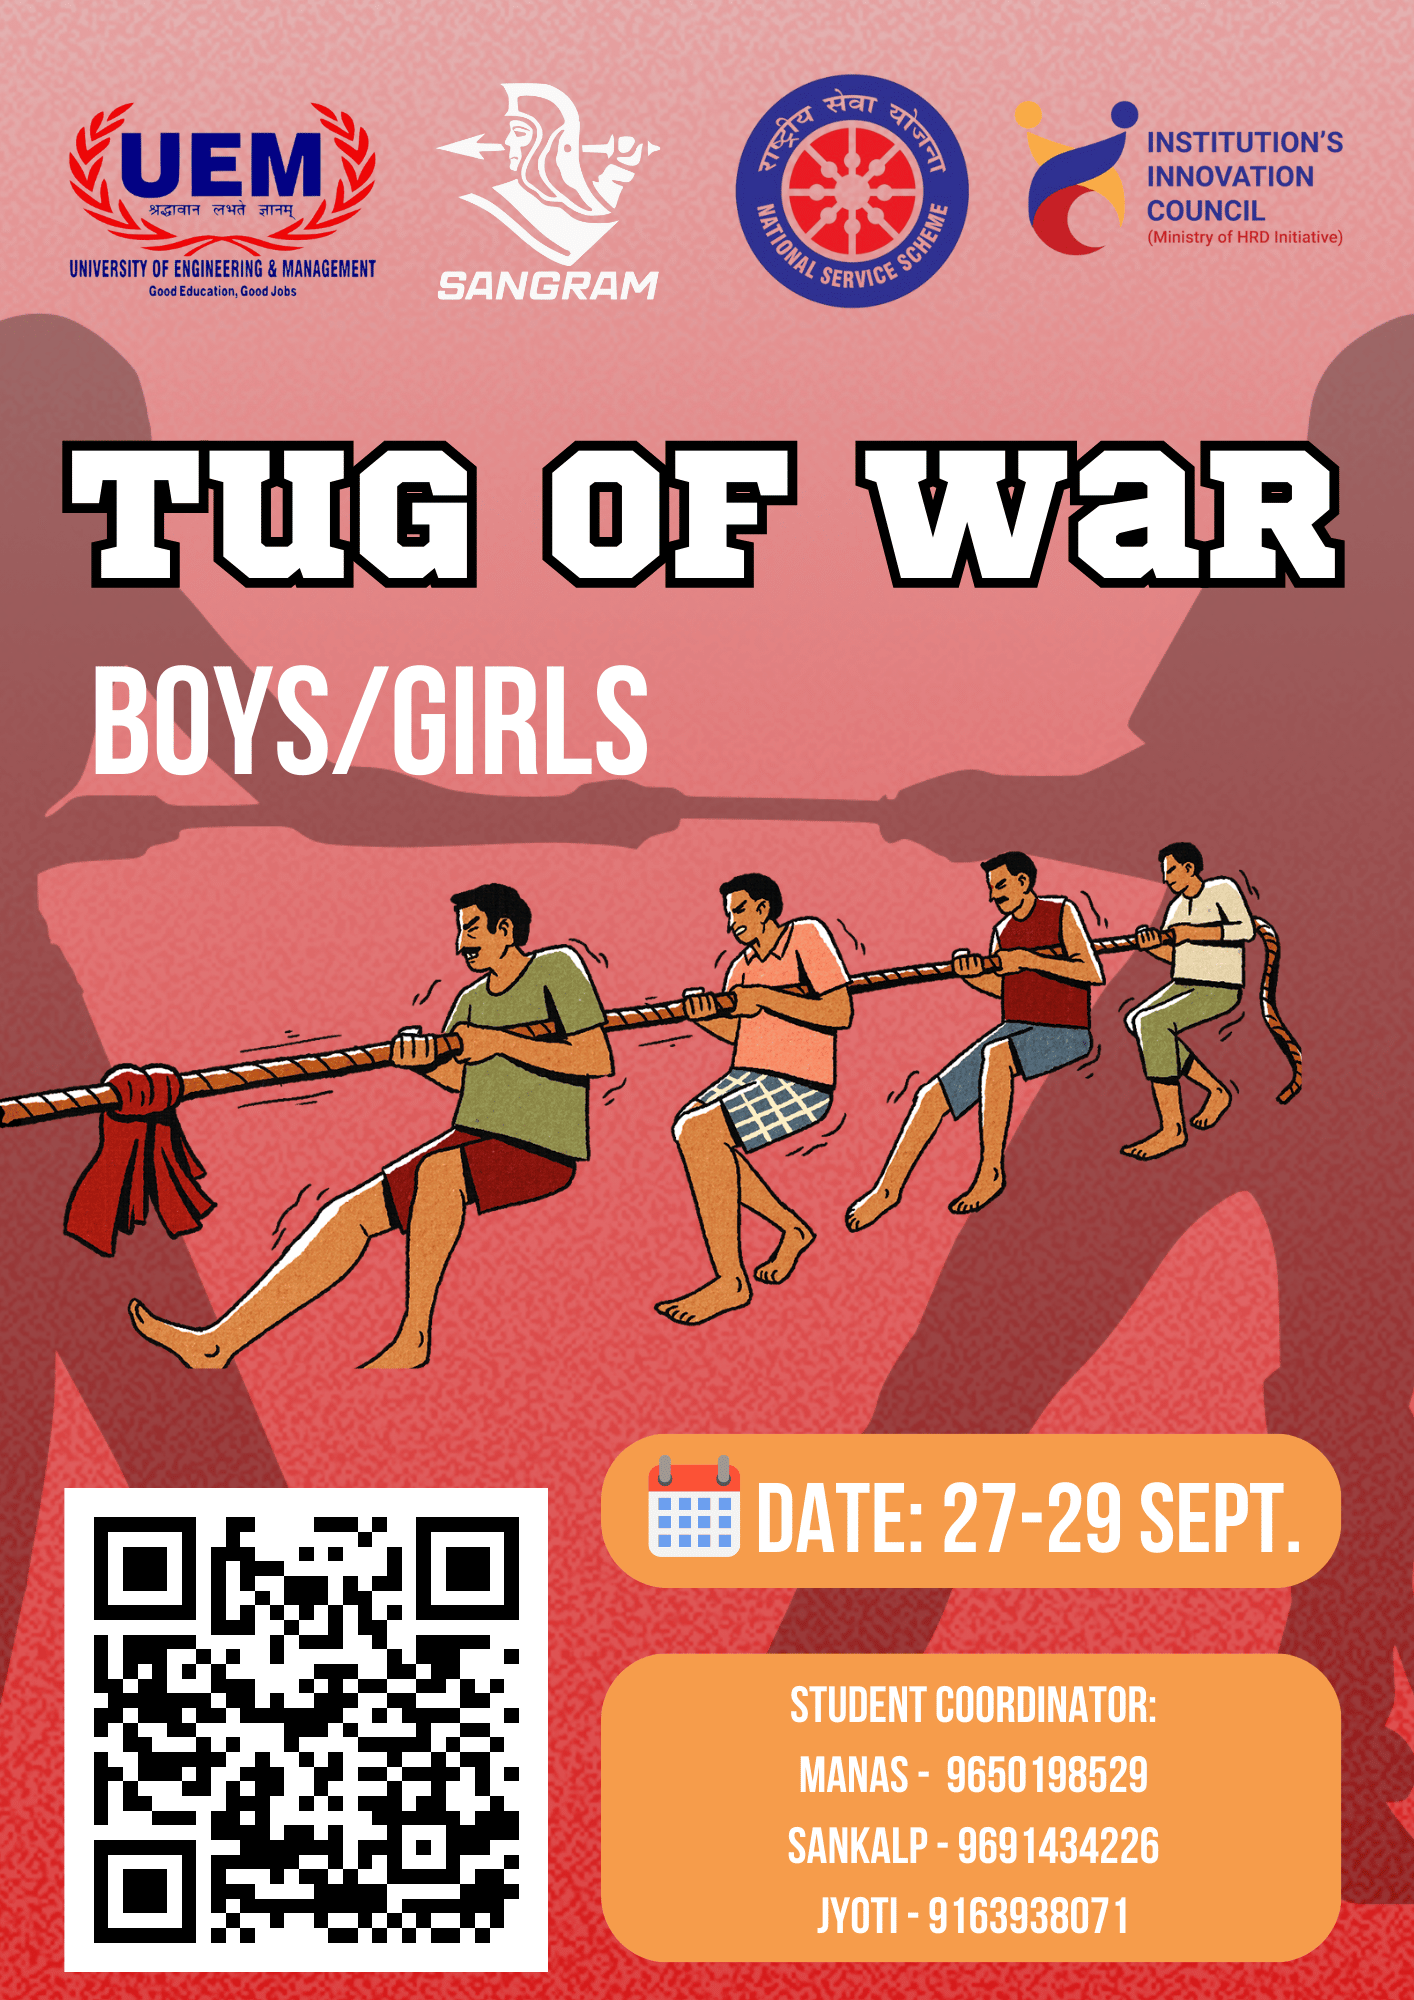 UEM
श्रद्धावान लभते ज्ञानम्
UNIVERSITY OF ENGINEERING & MANAGEMENT
Good Education, Good Jobs
SANGRAM
राष्ट्रीय सेवा योजना
NATIONAL SERVICE SCHEME
INSTITUTION'S
INNOVATION
COUNCIL
(Ministry of HRD Initiative)
TUG OF WaR
BOYS/GIRLS
DATE: 27-29 SEPT.
STUDENT COORDINATOR:
MANAS - 9650198529
SANKALP - 9691434226
JYOTI - 9163938071